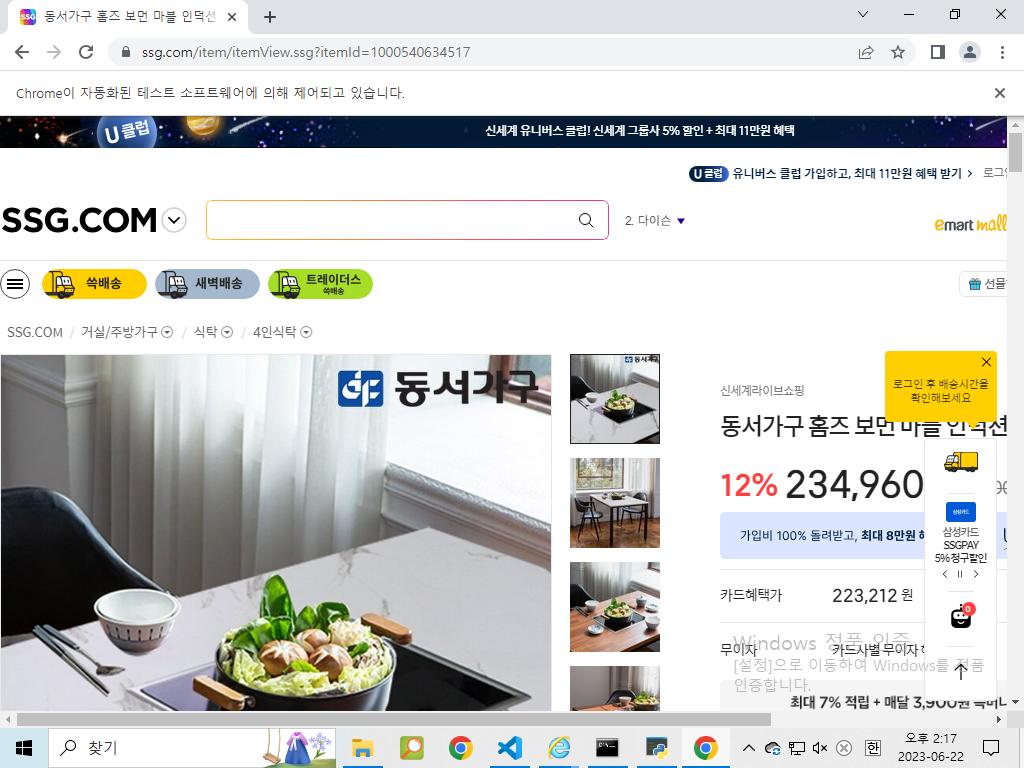 동서가구 홈즈 보먼 마블 인덕션
ssg.com/item/itemView.ssg?itemId=1000540634517
Chrome이 자동화된 테스트 소프트웨어에 의해 제어되고 있습니다.
U 클럽
신세계 유니버스 클럽! 신세계 그룹사 5% 할인 + 최대 11만원 혜택
U 클럽 유니버스 클럽 가입하고, 최대 11만원 혜택 받기 > 로그인
SSG.COM
2. 다이슨
emart mall
쓱배송
새벽배송
트레이더스
쓱배송
선물
SSG.COM / 거실/주방가구 / 식탁 / 4인식탁
동서가구
동서가구
신세계라이브쇼핑
로그인 후 배송시간을
확인해보세요
동서가구 홈즈 보먼 마블 인덕션
12% 234,960
가입비 100% 돌려받고, 최대 8만원
삼성카드
삼성카드
SSGPAY
5% 청구할인
카드혜택가 223,212 원
0
무이자 카드사별 무이자
Windows 정품 인증
[설정]으로 이동하여 Windows를 정품
인증합니다.
최대 7% 적립 + 매달 3,900원
찾기
오후 2:17
2023-06-22
한